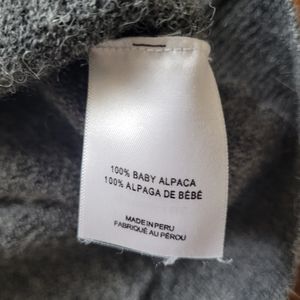 100% BABY ALPACA
100% ALPAGA DE BÉBÉ
MADE IN PERU
FABRIQUÉ AU PÉROU